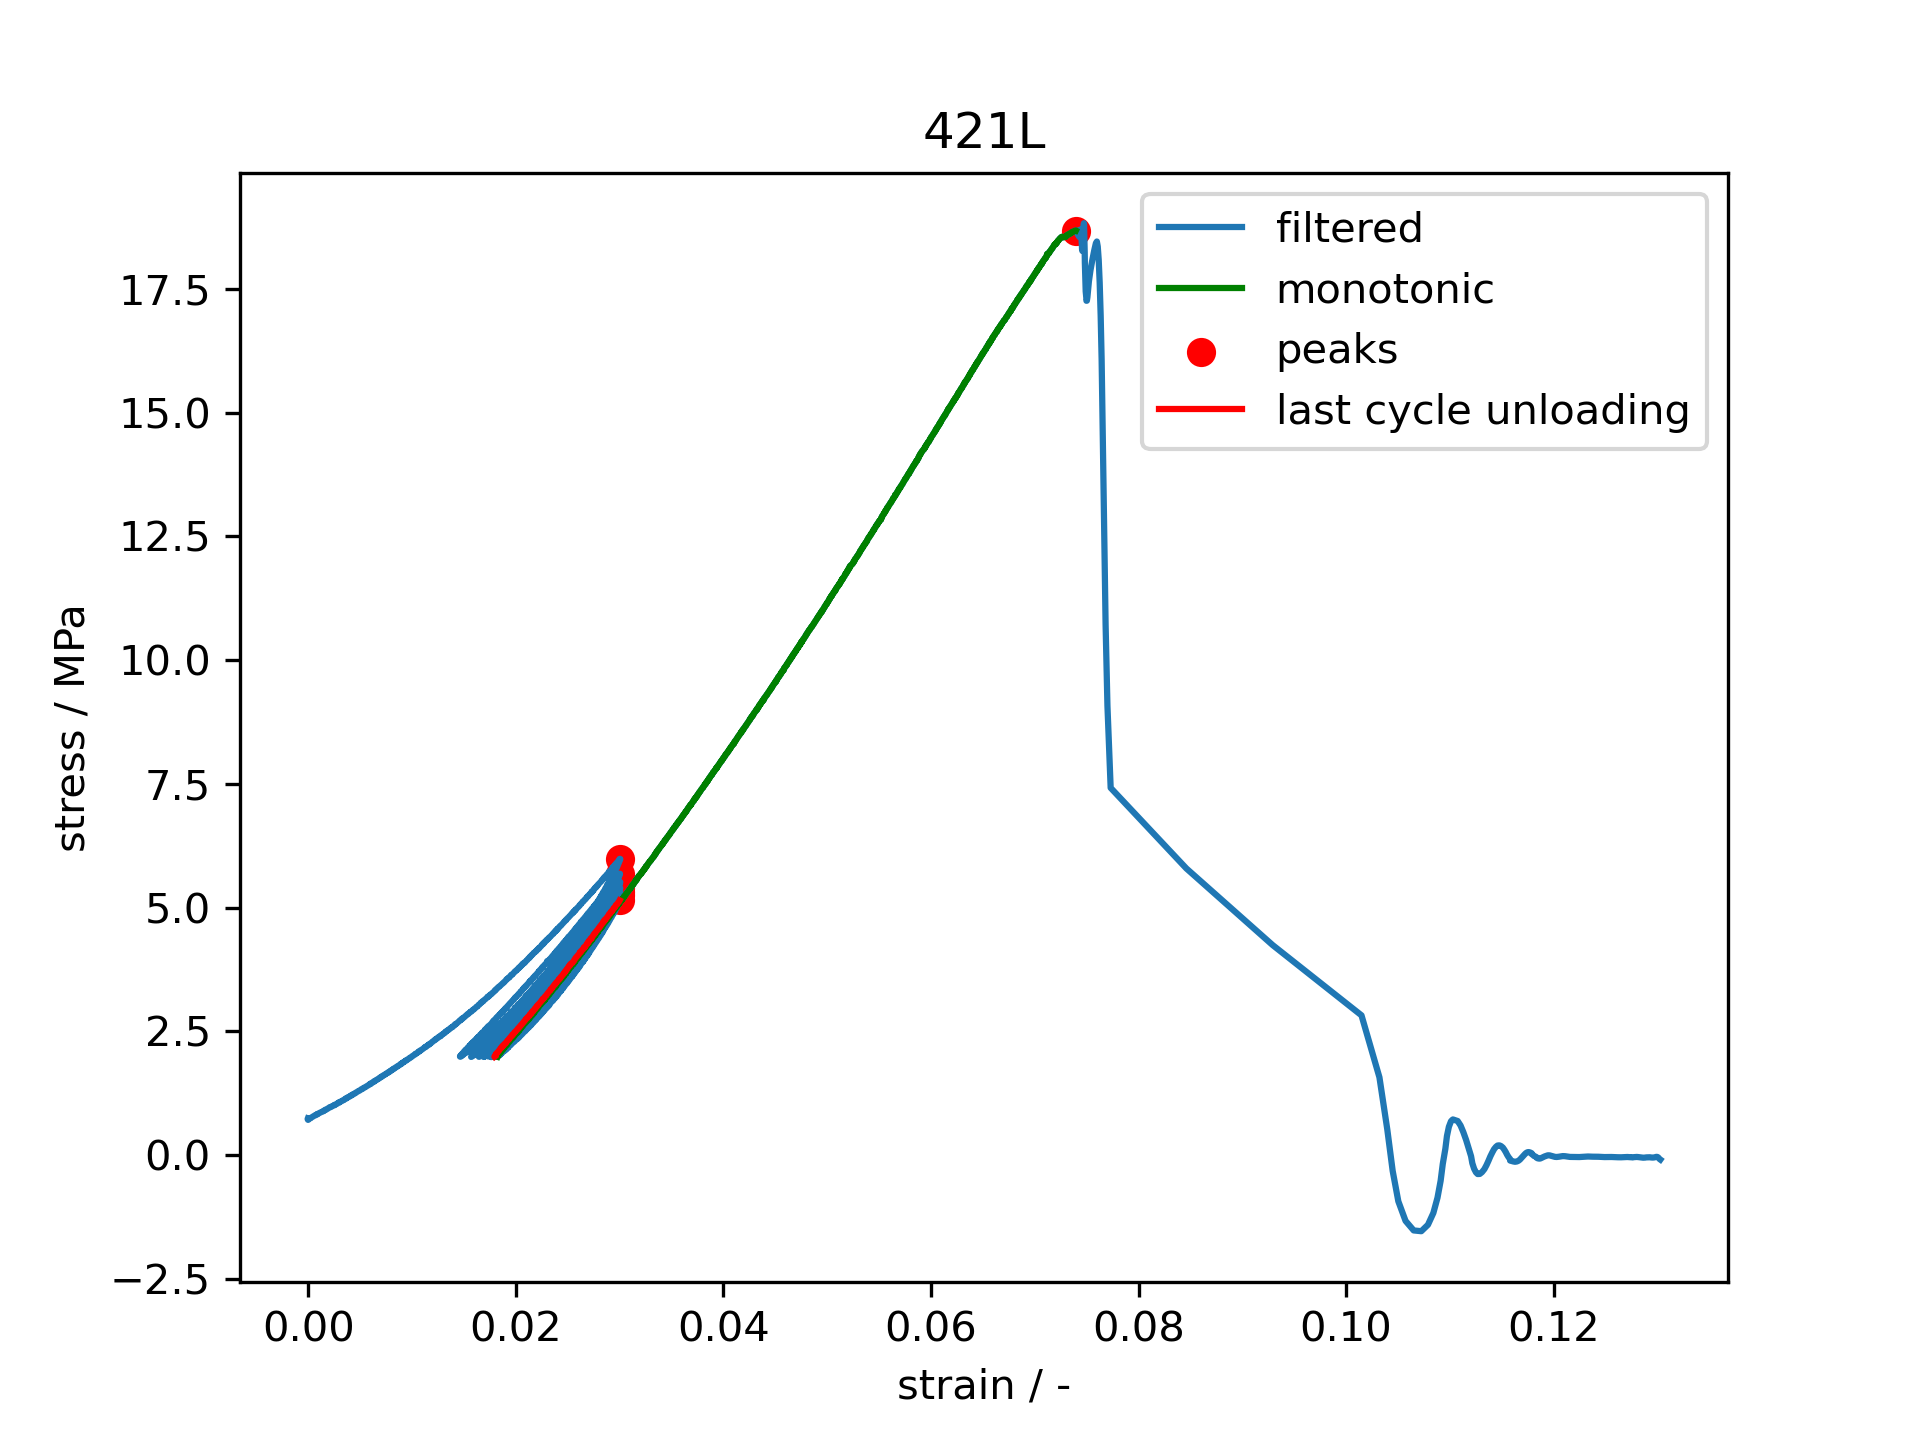 421L
filtered
monotonic
peaks
last cycle unloading
17.5
15.0
12.5
10.0
7.5
5.0
2.5
0.0
−2.5
stress / MPa
0.00 0.02 0.04 0.06 0.08 0.10 0.12
strain / -